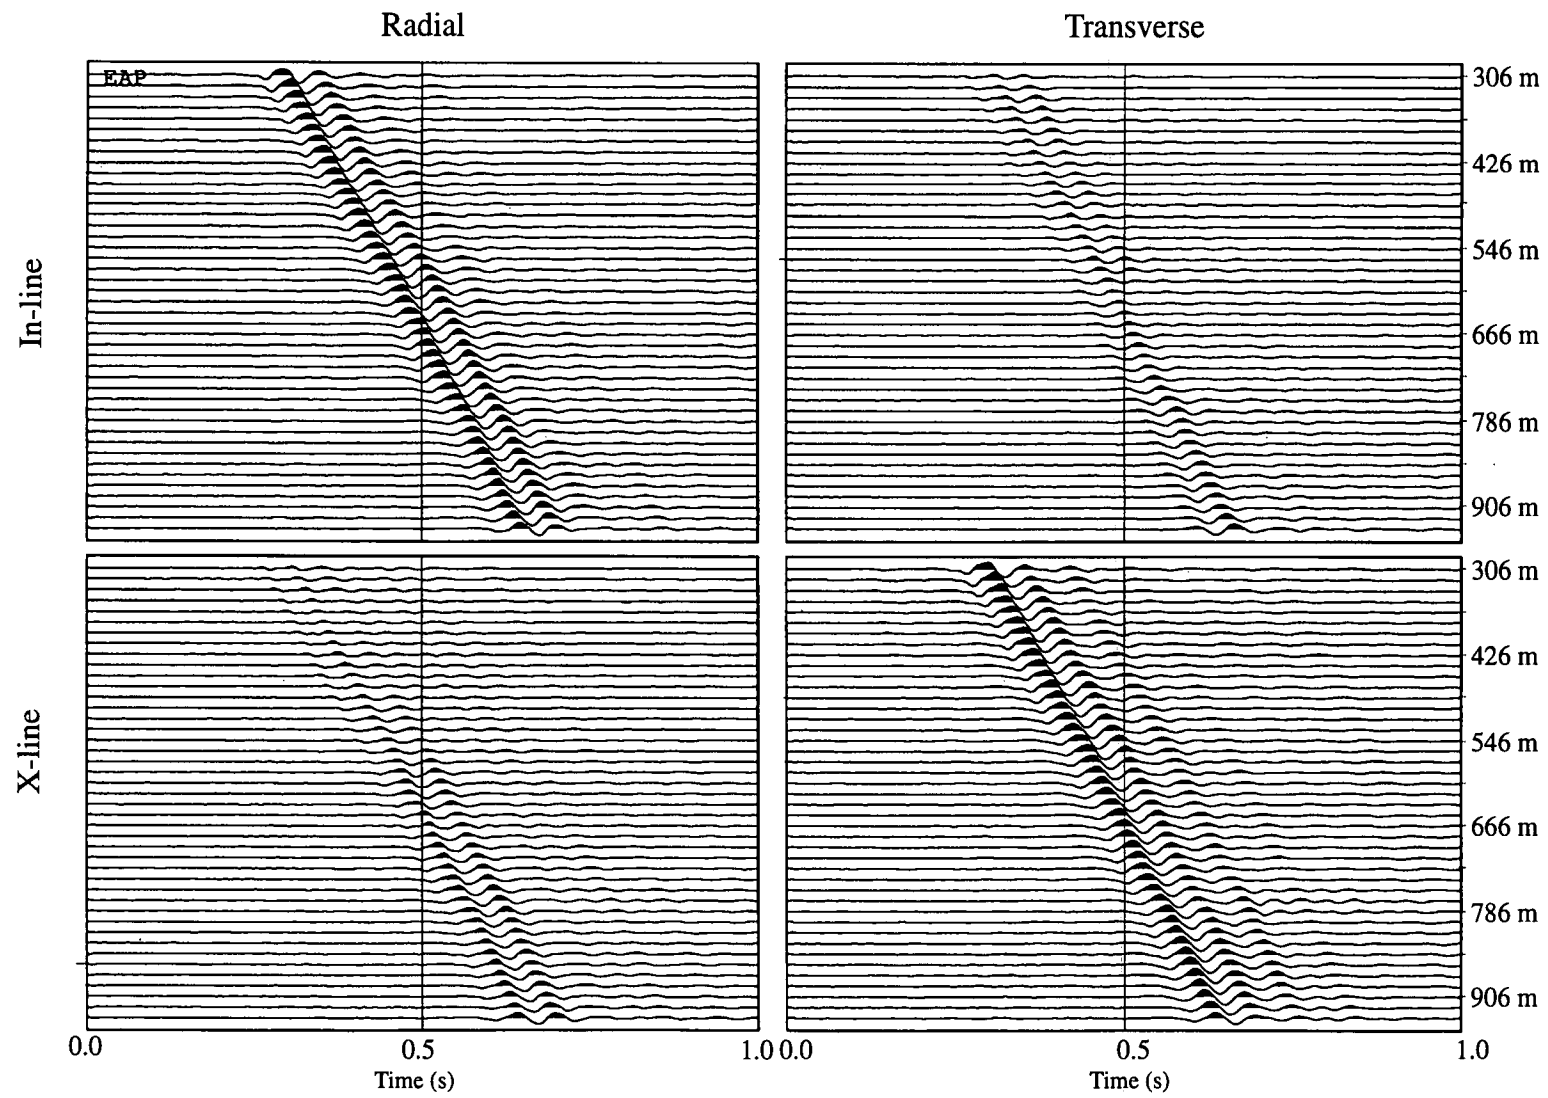 Radial Transverse
EAP
In-line
306 m
426 m
546 m
666 m
786 m
906 m
X-line
306 m
426 m
546 m
666 m
786 m
906 m
0.0 0.5 1.0 0.0 0.5 1.0
Time (s) Time (s)